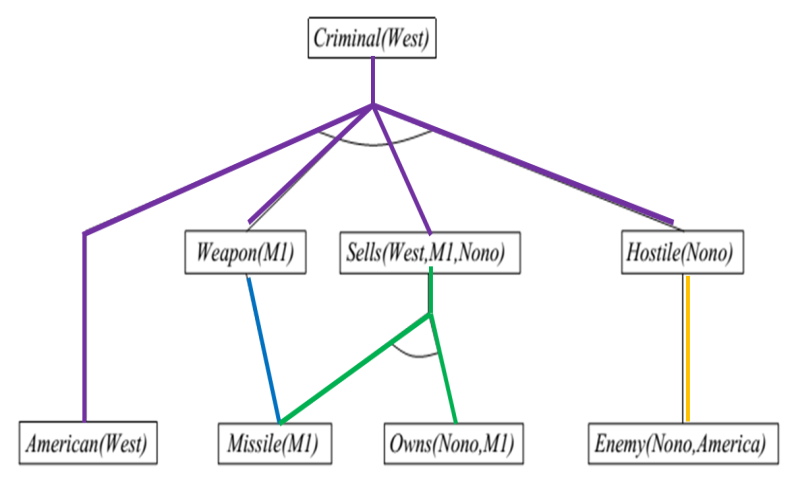 Criminal(West)
Weapon(M1)
Sells(West,M1,Nono)
Hostile(Nono)
American(West)
Missile(M1)
Owns(Nono,M1)
Enemy(Nono,America)